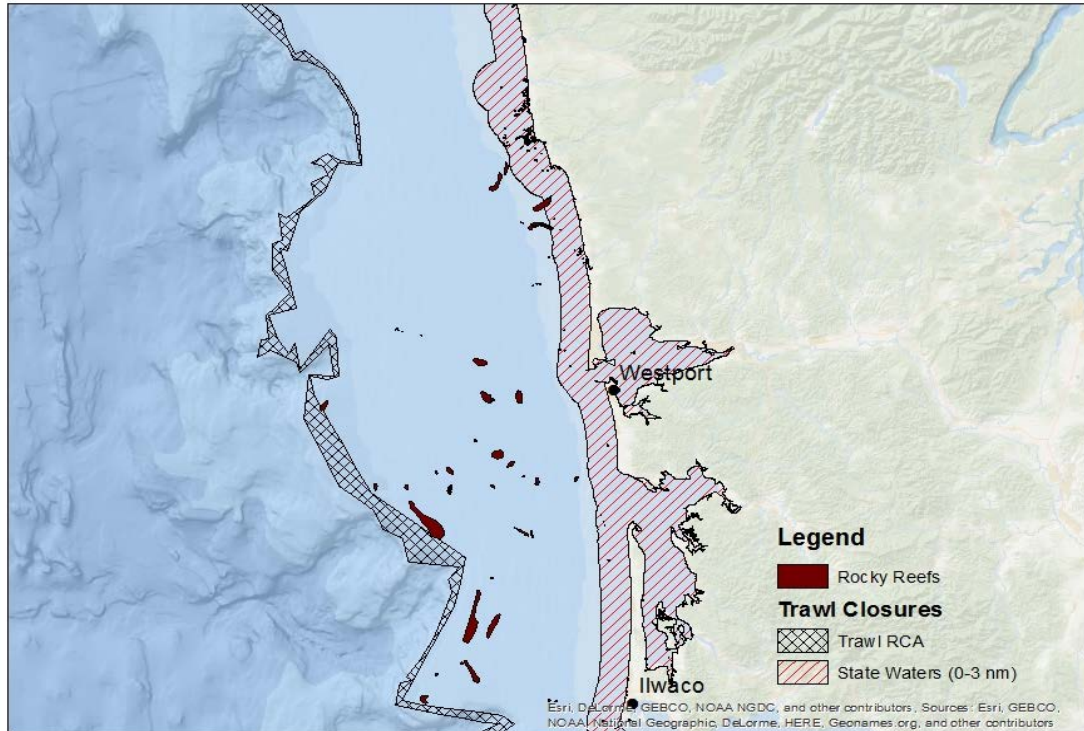 Westport
Legend
Rocky Reefs
Trawl Closures
Trawl RCA
State Waters (0-3 nm)
Ilwaco
Esri, DeLorme, GEBCO, NOAA NGDC, and other contributors, Sources: Esri, GEBCO,
NOAA, National Geographic, DeLorme, HERE, Geonames.org, and other contributors